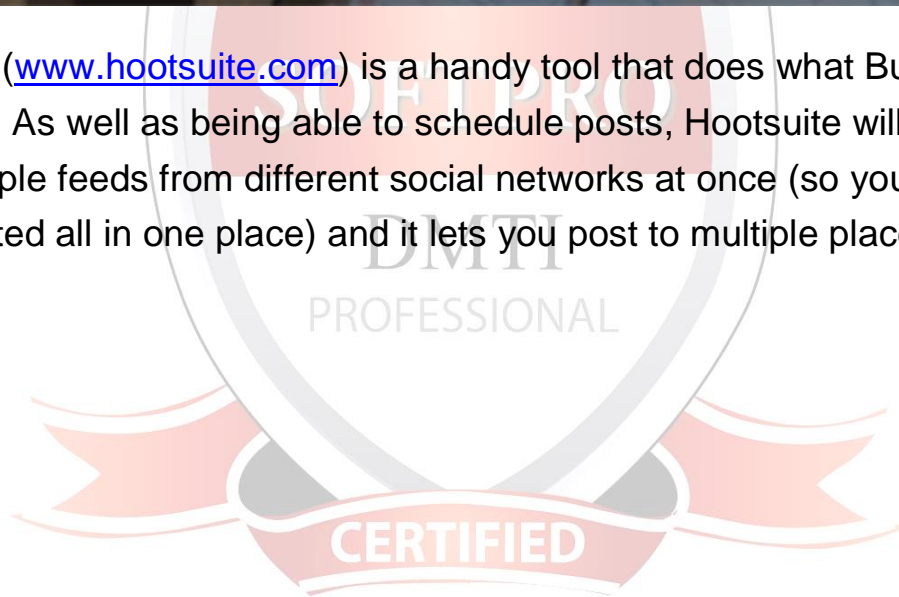 (www.hootsuite.com) is a handy tool that does what Bu
As well as being able to schedule posts, Hootsuite will
ple feeds from different social networks at once (so you
ted all in one place) and it lets you post to multiple place
SOFTPRO
DMTI
PROFESSIONAL
CERTIFIED